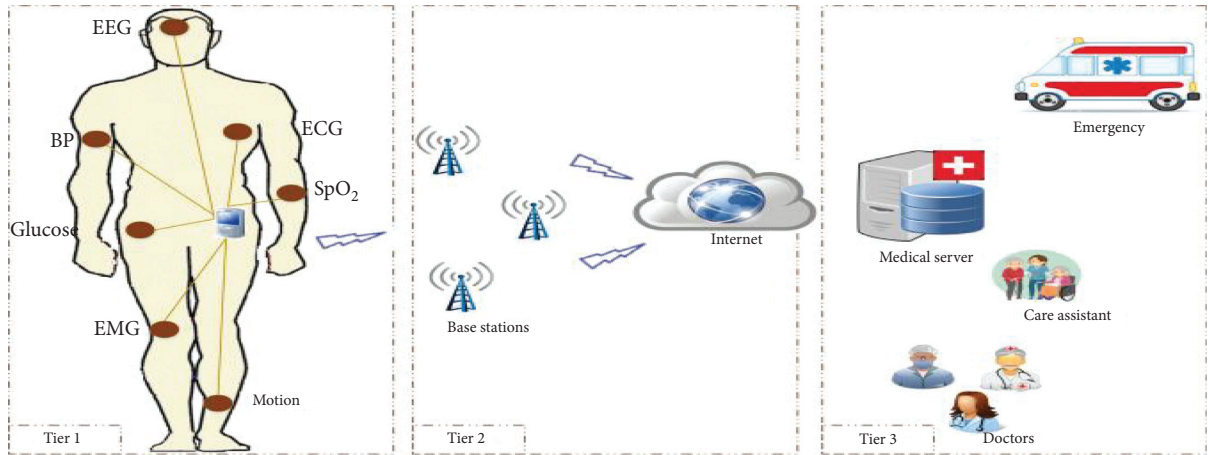 EEG
BP
ECG
SpO₂
Glucose
EMG
Motion
Tier 1
Base stations
Internet
Tier 2
Emergency
Medical server
Care assistant
Doctors
Tier 3